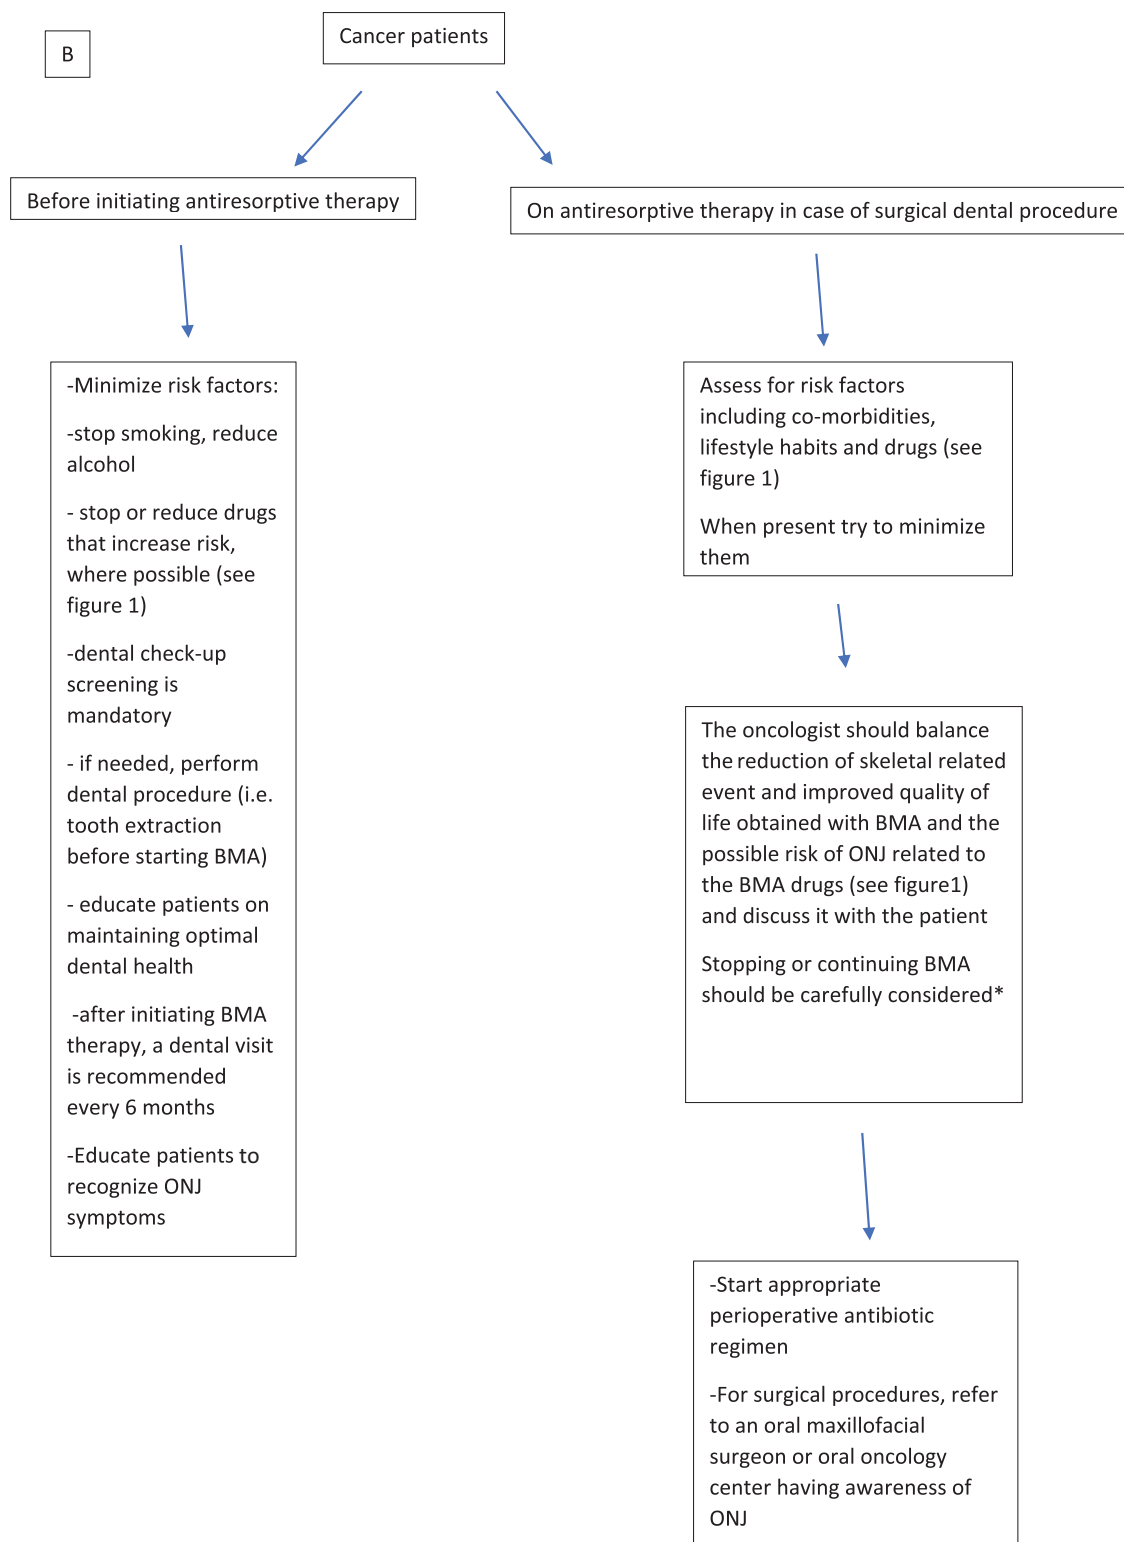 B
Cancer patients
Before initiating antiresorptive therapy
On antiresorptive therapy in case of surgical dental procedure
-Minimize risk factors:
-stop smoking, reduce
alcohol
- stop or reduce drugs
that increase risk,
where possible (see
figure 1)
-dental check-up
screening is
mandatory
- if needed, perform
dental procedure (i.e.
tooth extraction
before starting BMA)
- educate patients on
maintaining optimal
dental health
-after initiating BMA
therapy, a dental visit
is recommended
every 6 months
-Educate patients to
recognize ONJ
symptoms
Assess for risk factors
including co-morbidities,
lifestyle habits and drugs (see
figure 1)
When present try to minimize
them
The oncologist should balance
the reduction of skeletal related
event and improved quality of
life obtained with BMA and the
possible risk of ONJ related to
the BMA drugs (see figure1)
and discuss it with the patient
Stopping or continuing BMA
should be carefully considered*
-Start appropriate
perioperative antibiotic
regimen
-For surgical procedures, refer
to an oral maxillofacial
surgeon or oral oncology
center having awareness of
ONJ